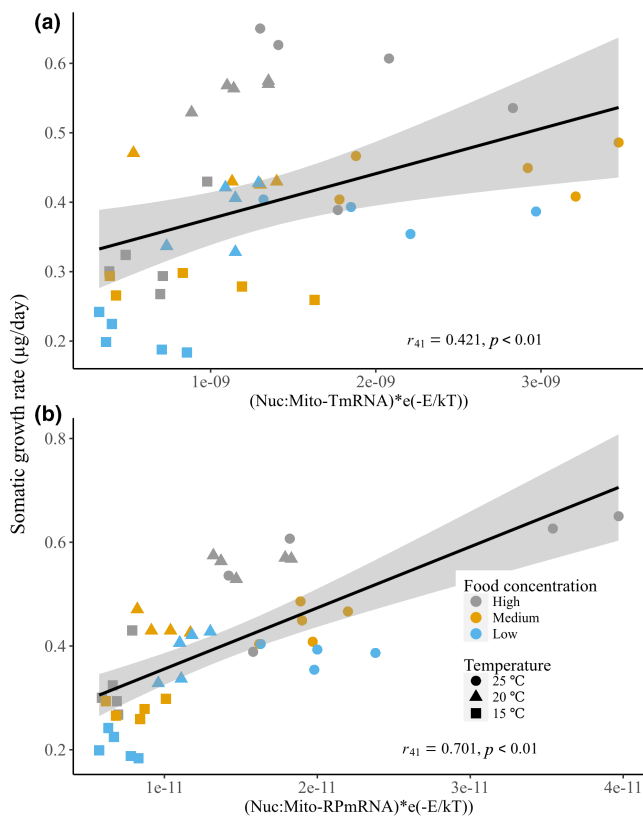 (a)
0.6
0.5
0.4
0.3
0.2
r41 = 0.421, p < 0.01
1e-09 2e-09 3e-09
(Nuc:Mito-TmRNA)*e(-E/kT))
Somatic growth rate (µg/day)
(b)
0.8
0.6
0.4
0.2
Food concentration
High
Medium
Low
Temperature
25 ℃
20 ℃
15 ℃
r41 = 0.701, p < 0.01
1e-11 2e-11 3e-11 4e-11
(Nuc:Mito-RPmRNA)*e(-E/kT))